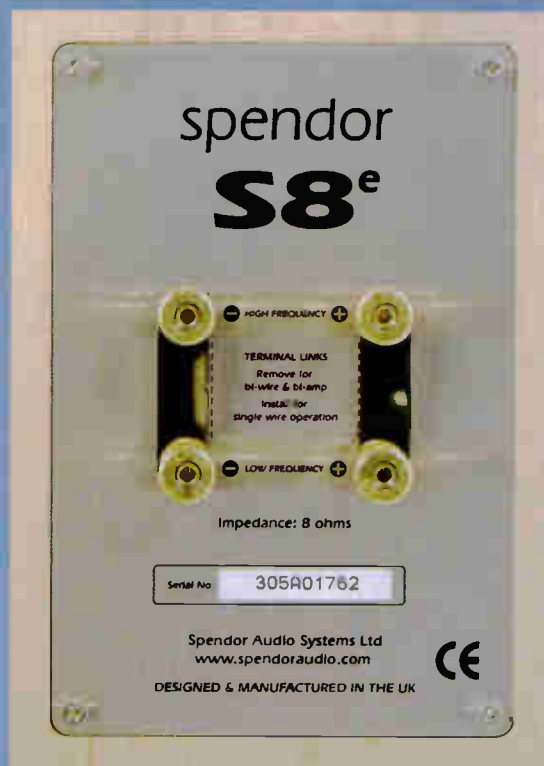 spendor
S8e
– HIGH FREQUENCY +
TERMINAL LINKS
Remove for
bi-wire & bi-amp
Install for
single wire operation
– LOW FREQUENCY +
Impedance: 8 ohms
Serial No 305A01762
Spendor Audio Systems Ltd
www.spendoraudio.com
CE
DESIGNED & MANUFACTURED IN THE UK